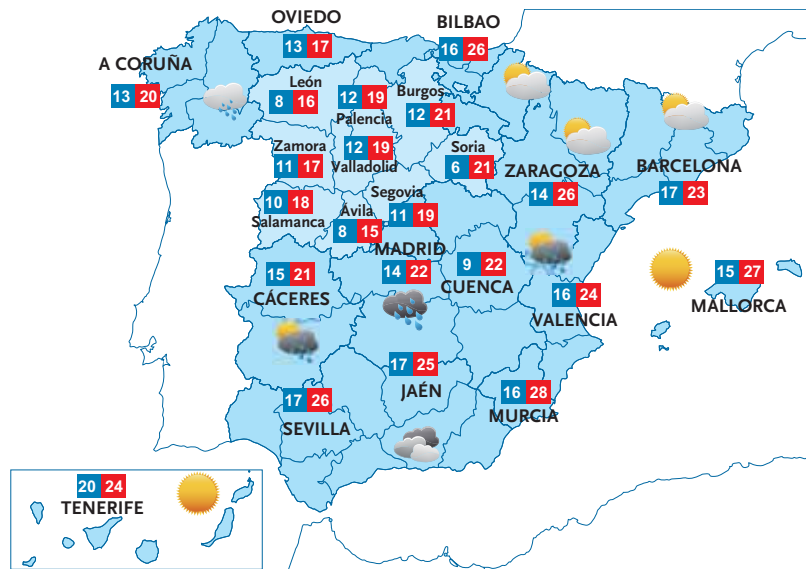 OVIEDO
13 17
BILBAO
16 26
A CORUÑA
13 20
León
8 16
12 19
Palencia
Burgos
12 21
Zamora
11 17
12 19
Valladolid
Soria
6 21
ZARAGOZA
14 26
BARCELONA
17 23
10 18
Salamanca
Ávila
8 15
Segovia
11 19
MADRID
14 22
9 22
CUENCA
15 21
CÁCERES
16 24
VALENCIA
15 27
MALLORCA
17 25
JAÉN
17 26
SEVILLA
16 28
MURCIA
20 24
TENERIFE